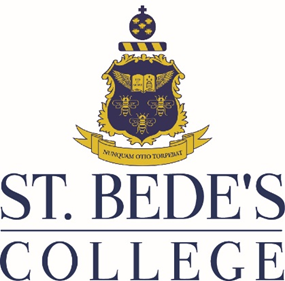 NUNQUAM OTIO TORPEBAT
ST. BEDE'S
COLLEGE